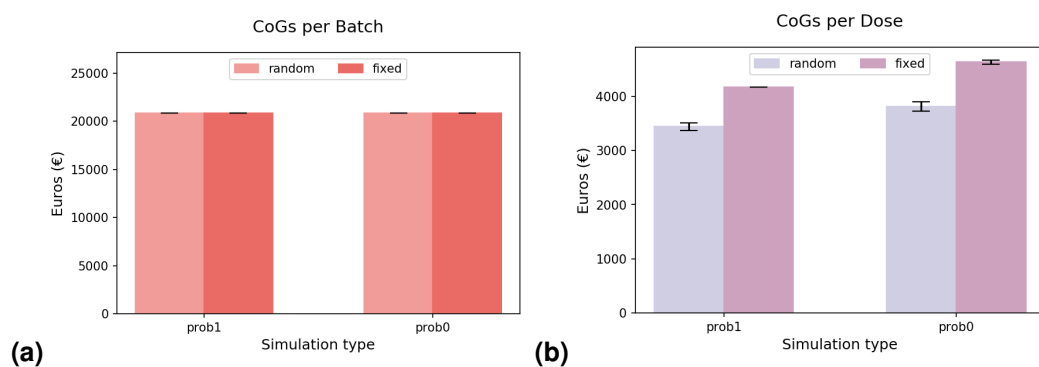 CoGs per Batch
random fixed
25000
20000
15000
10000
5000
0
Euros (€)
prob1 prob0
Simulation type
(a)
CoGs per Dose
random fixed
4000
3000
2000
1000
0
Euros (€)
prob1 prob0
Simulation type
(b)